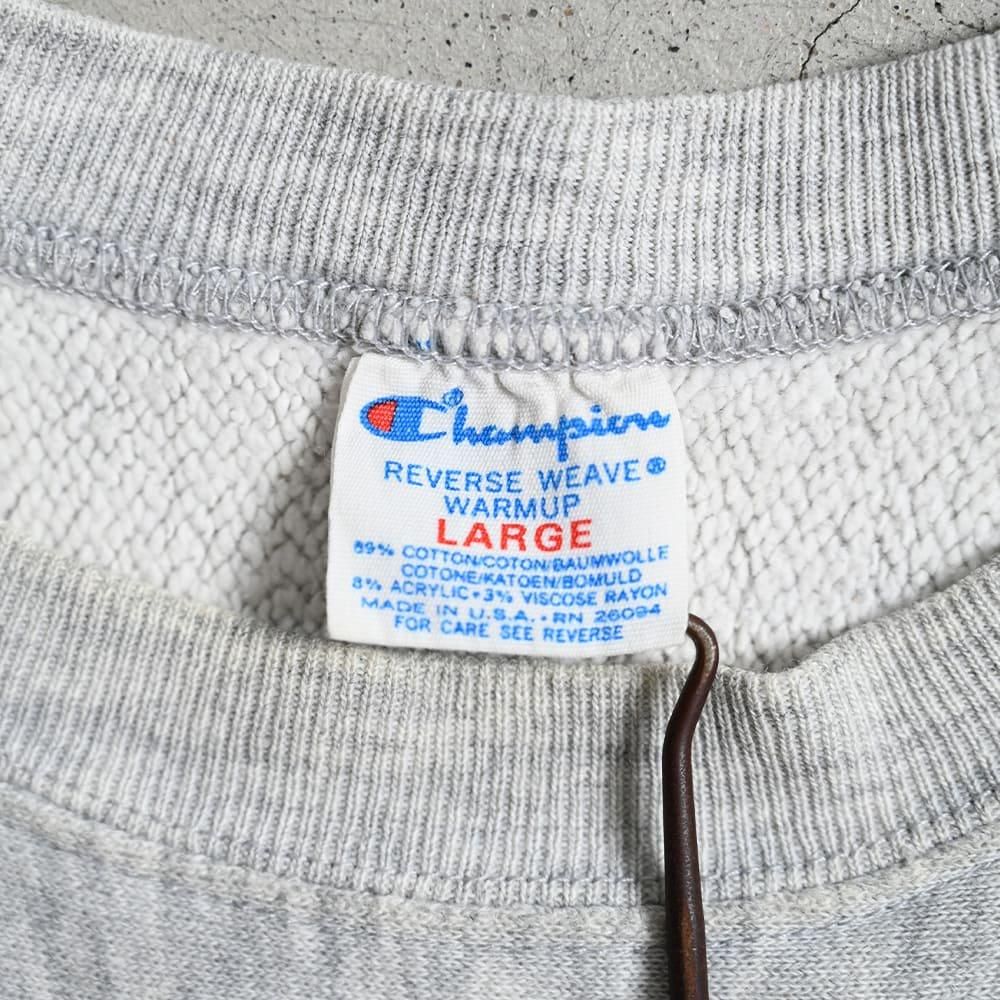 Champion
REVERSE WEAVE®
WARMUP
LARGE
89% COTTON/COTON/BAUMWOLLE
COTONE/KATOEN/BOMULD
8% ACRYLIC•3% VISCOSE RAYON
MADE IN U.S.A.•RN 26094
FOR CARE SEE REVERSE